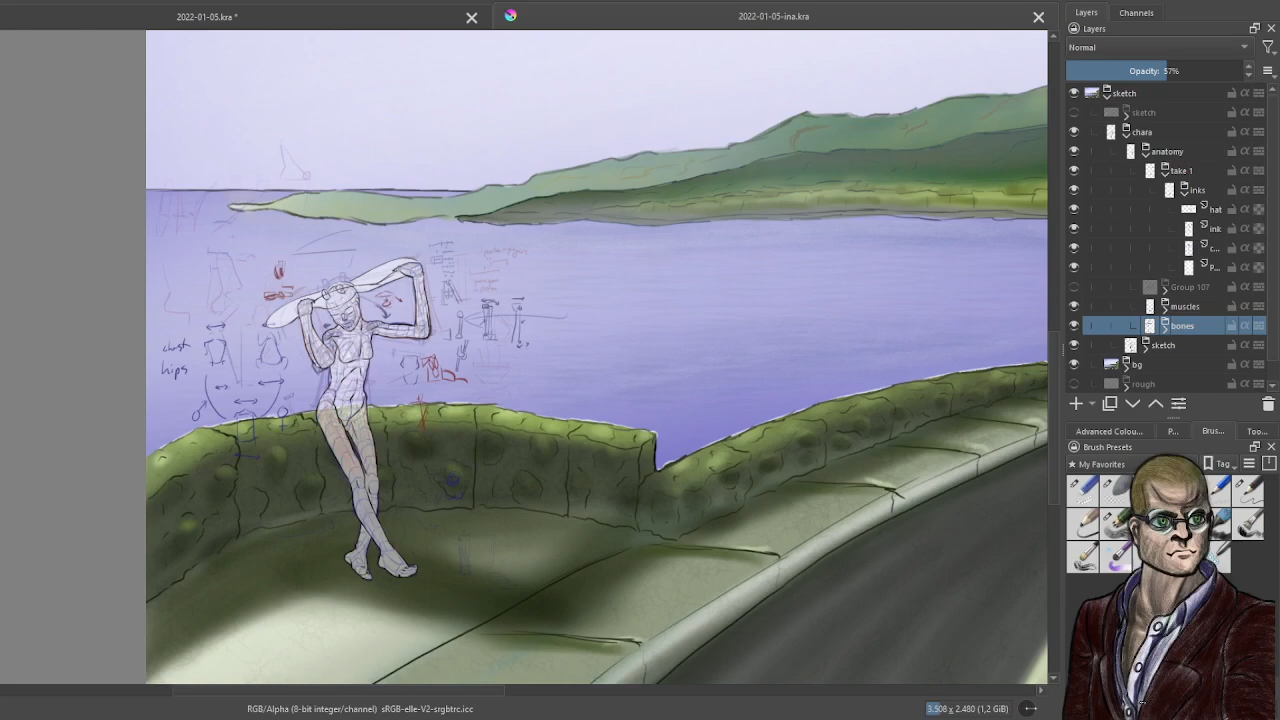 2022-01-05.kra *
2022-01-05-ina.kra
Layers
Channels
Layers
Normal
Opacity: 57%
sketch
sketch
chara
anatomy
take 1
inks
hat
ink
c...
P...
Group 107
muscles
bones
sketch
bg
rough
Advanced Colou...
P...
Brus...
Too...
Brush Presets
★ My Favorites
Tag
chest
hips
RGB/Alpha (8-bit integer/channel) sRGB-elle-V2-srgbtrc.icc
3.508 x 2.480 (1,2 GiB)